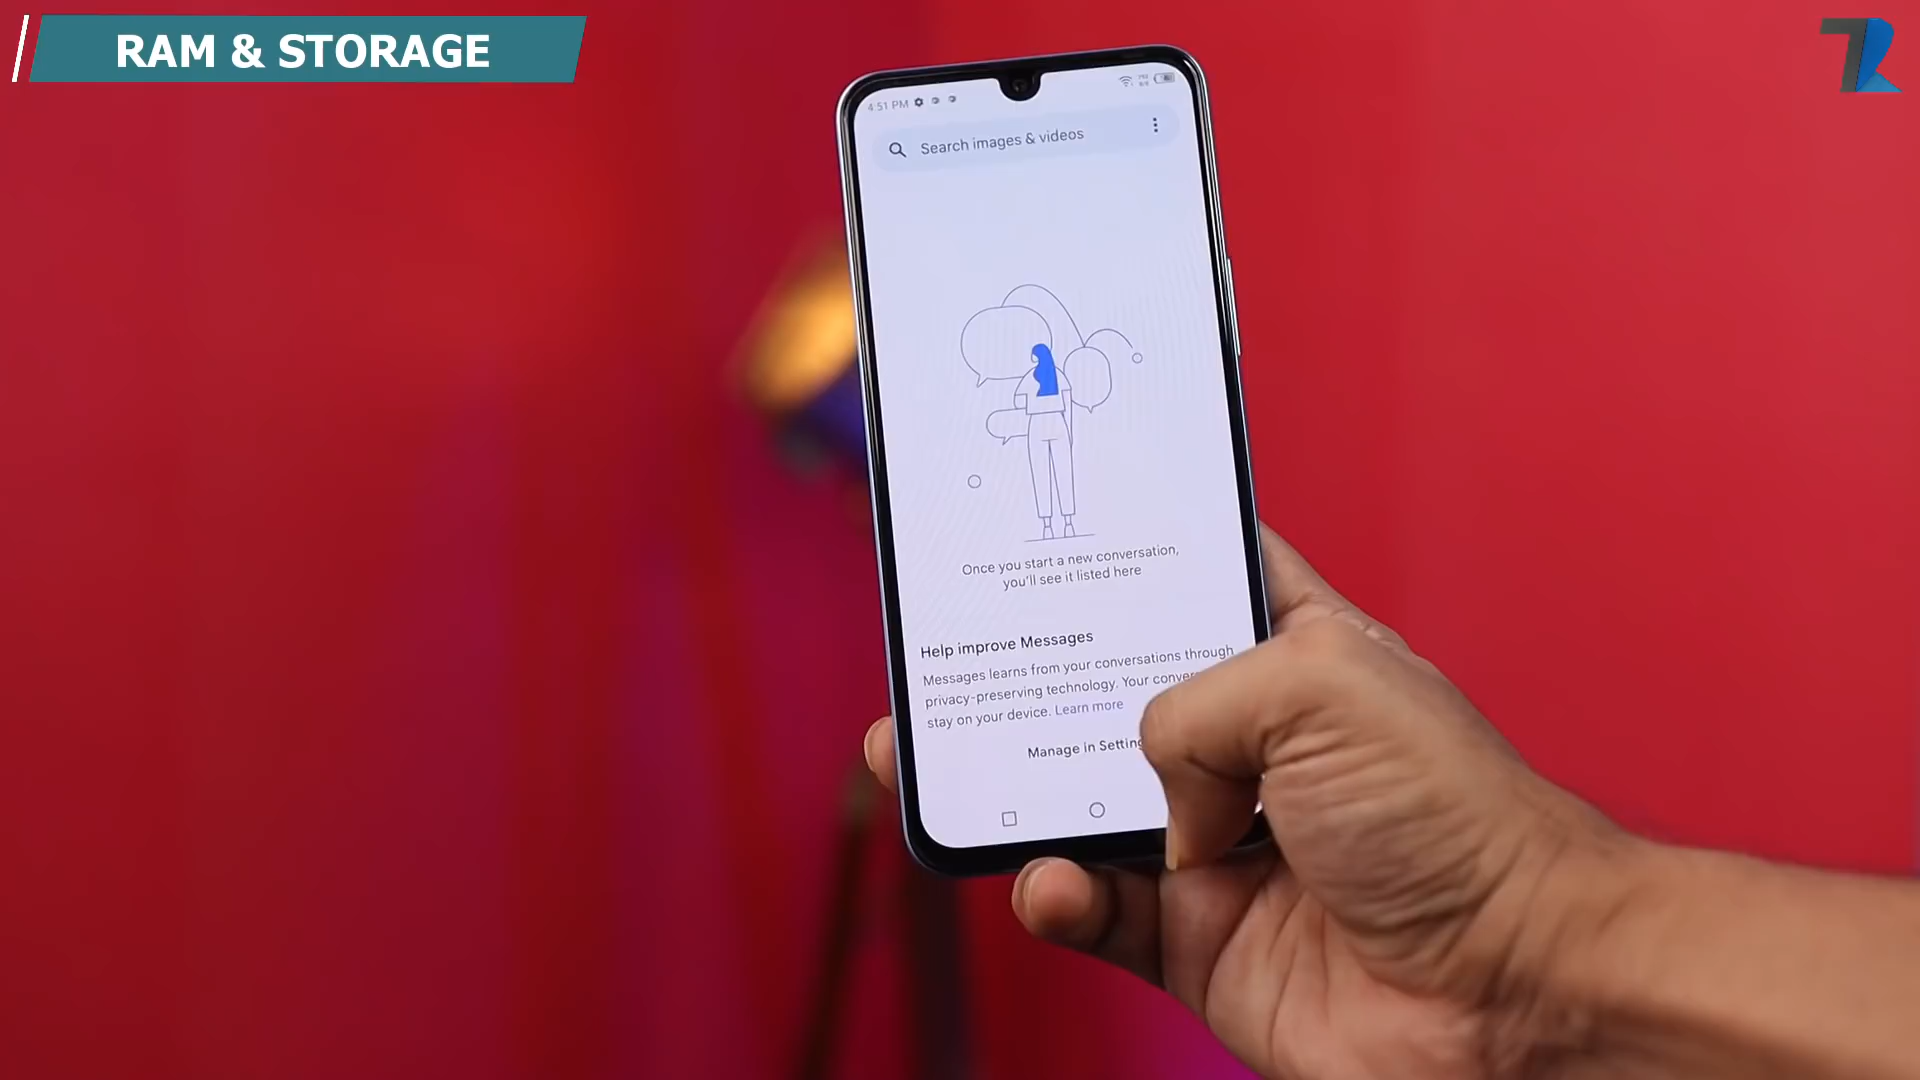 RAM & STORAGE
4:51 PM
Search images & videos
Once you start a new conversation,
you'll see it listed here
Help improve Messages
Messages learns from your conversations through
privacy-preserving technology. Your conver
stay on your device. Learn more
Manage in Setting